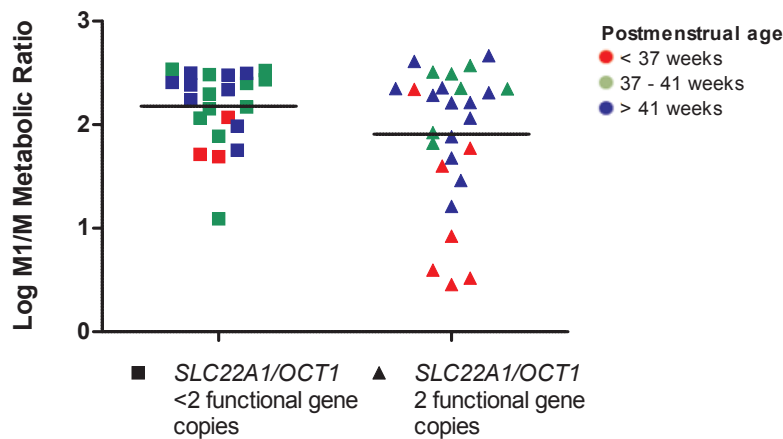 Log M1/M Metabolic Ratio
3
2
1
0
Postmenstrual age
< 37 weeks
37 - 41 weeks
> 41 weeks
SLC22A1/OCT1
<2 functional gene
copies
SLC22A1/OCT1
2 functional gene
copies